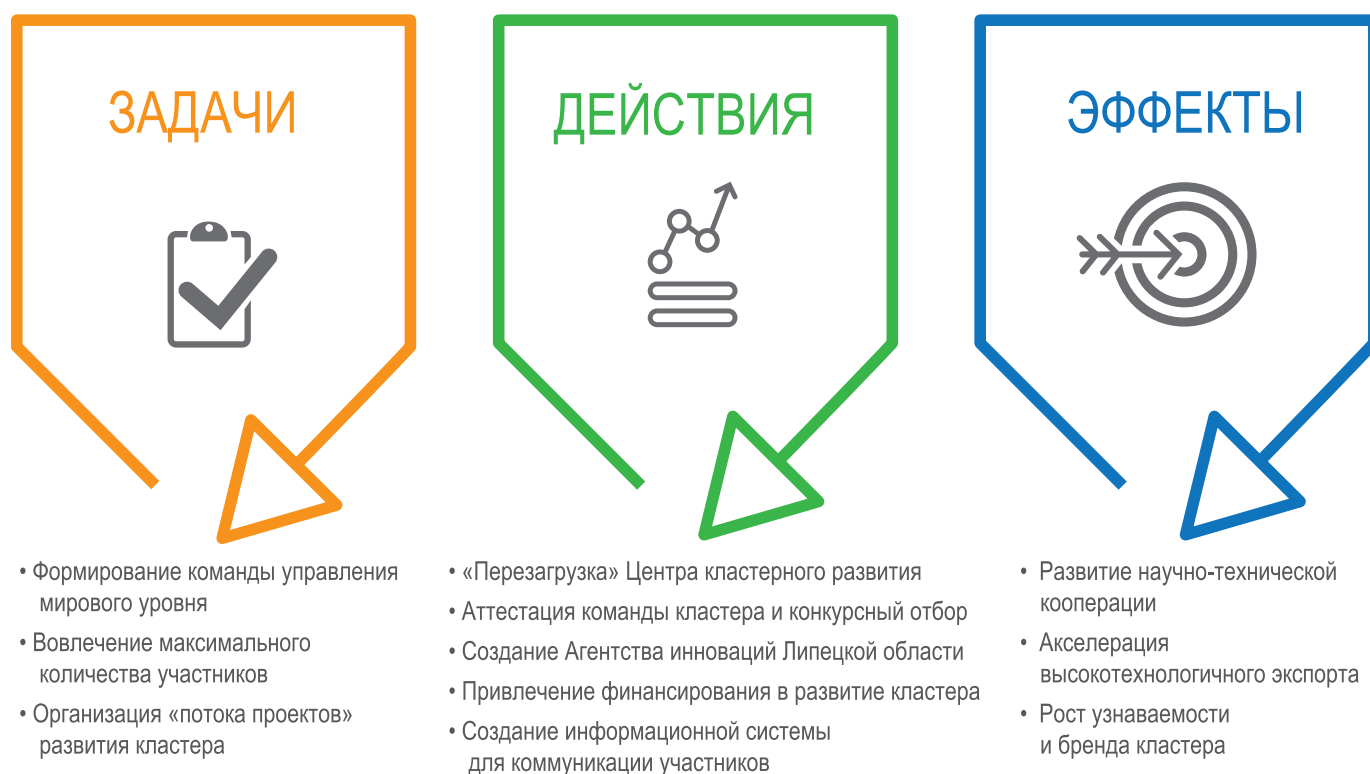 ЗАДАЧИ
• Формирование команды управления
мирового уровня
• Вовлечение максимального
количества участников
• Организация «потока проектов»
развития кластера
ДЕЙСТВИЯ
• «Перезагрузка» Центра кластерного развития
• Аттестация команды кластера и конкурсный отбор
• Создание Агентства инноваций Липецкой области
• Привлечение финансирования в развитие кластера
• Создание информационной системы
для коммуникации участников
ЭФФЕКТЫ
• Развитие научно-технической
кооперации
• Акселерация
высокотехнологичного экспорта
• Рост узнаваемости
и бренда кластера